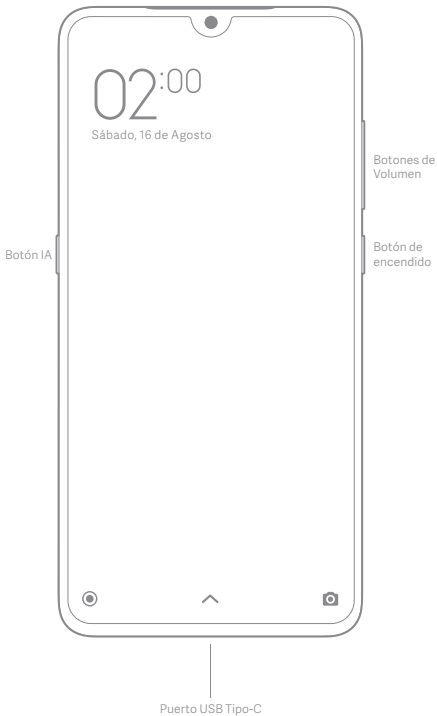 02:00
Sábado, 16 de Agosto
Botones de
Volumen
Botón IA
Botón de
encendido
Puerto USB Tipo-C